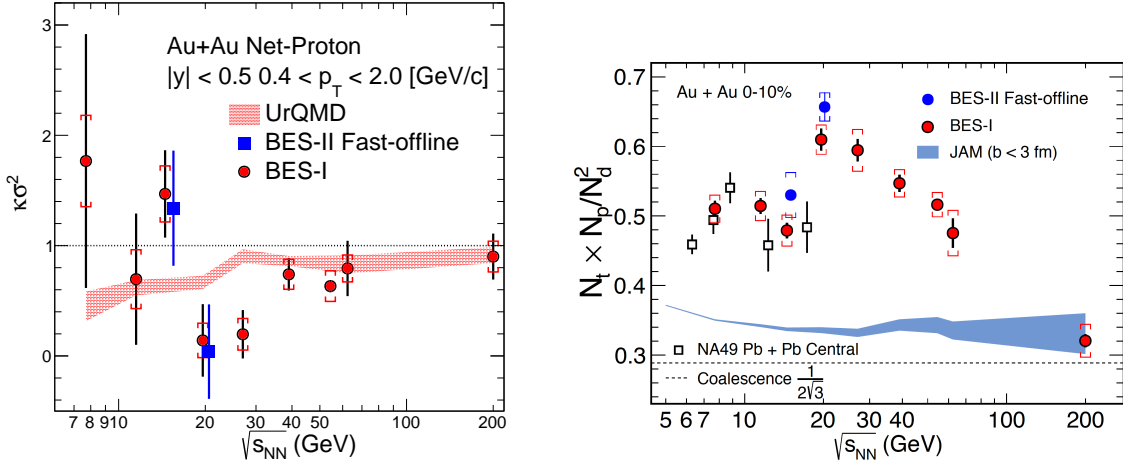 Au+Au Net-Proton
|y| < 0.5 0.4 < p_T < 2.0 [GeV/c]
UrQMD
BES-II Fast-offline
BES-I
κσ²
3
2
1
0
7 8 9 10 20 30 40 100 200
√s_NN (GeV)
Au + Au 0-10%
BES-II Fast-offline
BES-I
JAM (b < 3 fm)
N_t × N_p/N_d²
0.7
0.6
0.5
0.4
0.3
NA49 Pb + Pb Central
Coalescence 1/2√3
5 6 7 10 20 30 40 100 200
√s_NN (GeV)